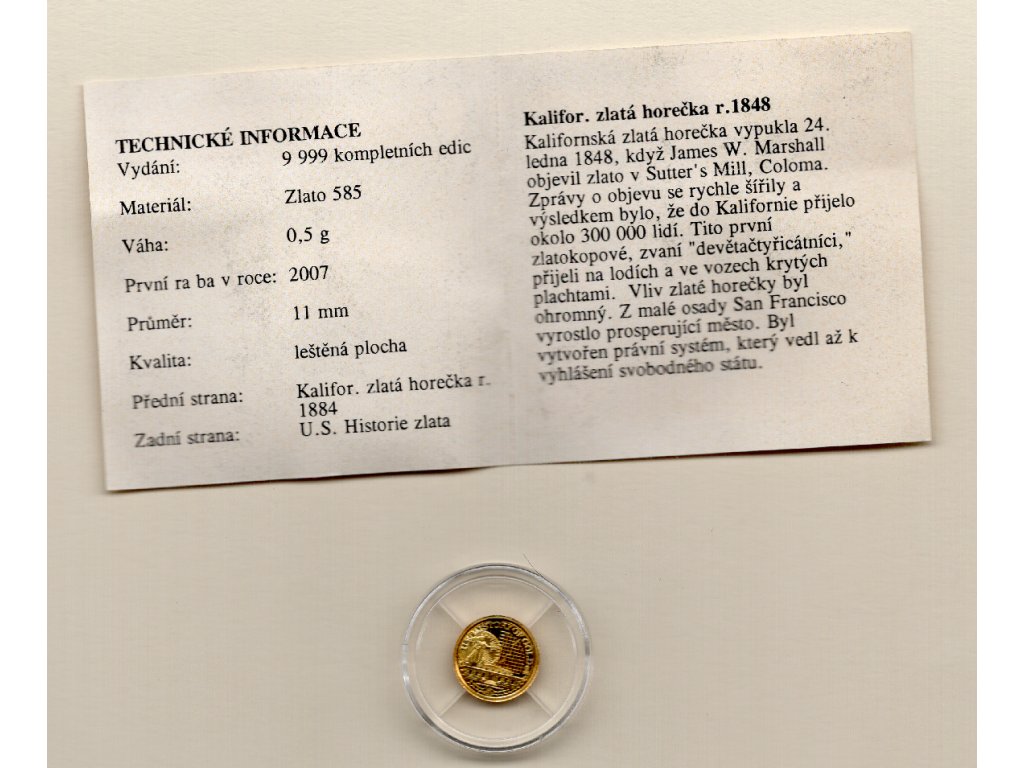 TECHNICKÉ INFORMACE
Vydání: 9 999 kompletních edic
Materiál: Zlato 585
Váha: 0,5 g
První ra ba v roce: 2007
Průměr: 11 mm
Kvalita: leštěná plocha
Přední strana: Kalifor. zlatá horečka r.
1884
Zadní strana: U.S. Historie zlata
Kalifor. zlatá horečka r.1848
Kalifornská zlatá horečka vypukla 24.
ledna 1848, když James W. Marshall
objevil zlato v Sutter's Mill, Coloma.
Zprávy o objevu se rychle šířily a
výsledkem bylo, že do Kalifornie přijelo
okolo 300 000 lidí. Tito první
zlatokopové, zvaní "devětačtyřicátníci,"
přijeli na lodích a ve vozech krytých
plachtami. Vliv zlaté horečky byl
ohromný. Z malé osady San Francisco
vyrostlo prosperující město. Byl
vytvořen právní systém, který vedl až k
vyhlášení svobodného státu.
U.S. HISTORY OF GOLD